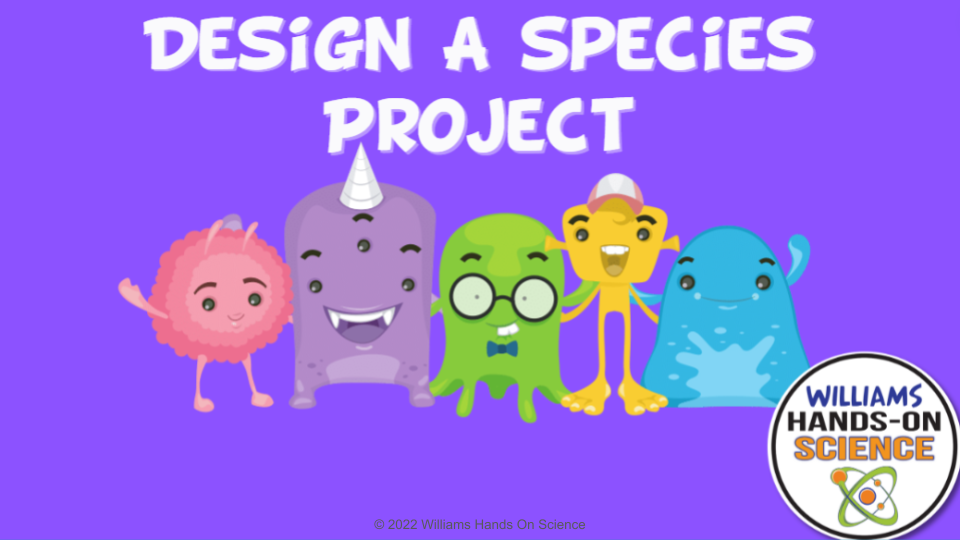 DESiGN A SPECiES
PROJECT
WILLIAMS
HANDS-ON
SCIENCE
© 2022 Williams Hands On Science